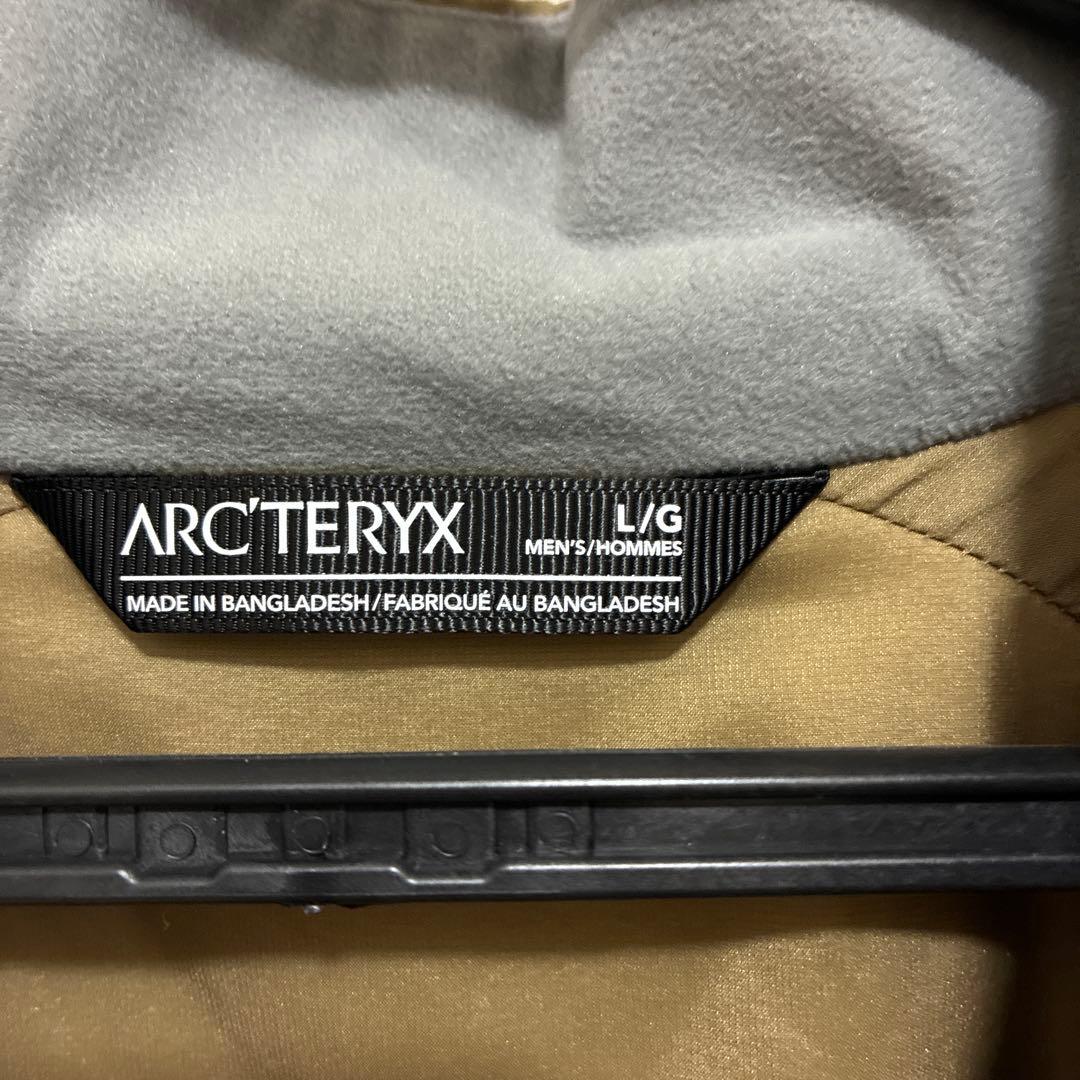 ARC'TERYX
L/G
MEN'S/HOMMES
MADE IN BANGLADESH/FABRIQUÉ AU BANGLADESH